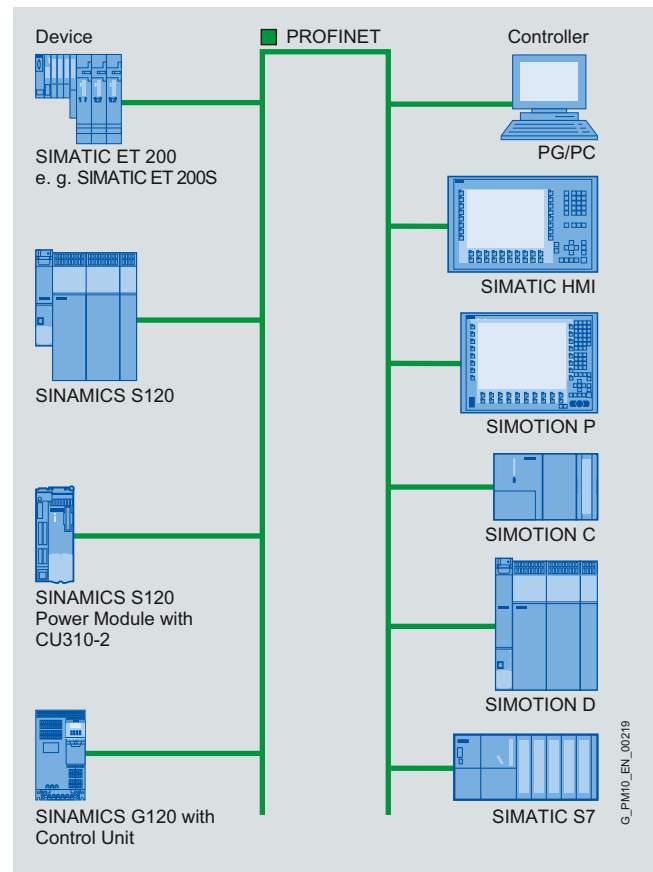 Device
PROFINET
Controller
SIMATIC ET 200
e. g. SIMATIC ET 200S
SINAMICS S120
SINAMICS S120
Power Module with
CU310-2
SINAMICS G120 with
Control Unit
PG/PC
SIMATIC HMI
SIMOTION P
SIMOTION C
SIMOTION D
SIMATIC S7
G_PM10_EN_00219